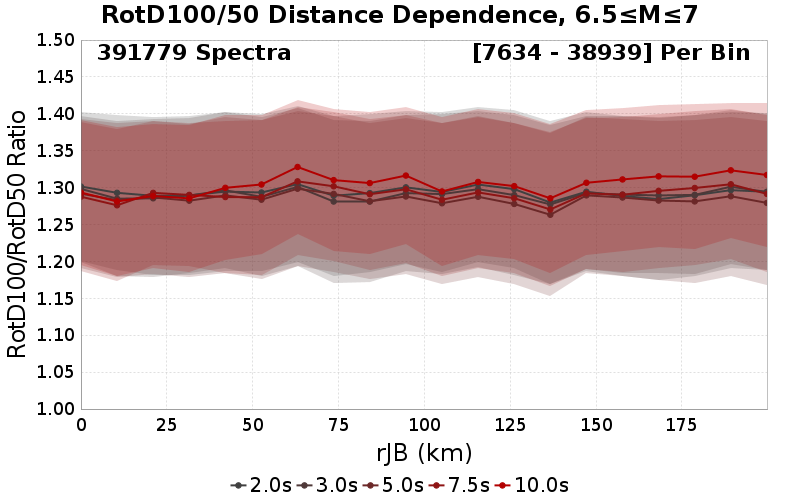 RotD100/50 Distance Dependence, 6.5≤M≤7
391779 Spectra
[7634 - 38939] Per Bin
RotD100/RotD50 Ratio
1.50
1.45
1.40
1.35
1.30
1.25
1.20
1.15
1.10
1.05
1.00
0 25 50 75 100 125 150 175
rJB (km)
2.0s 3.0s 5.0s 7.5s 10.0s